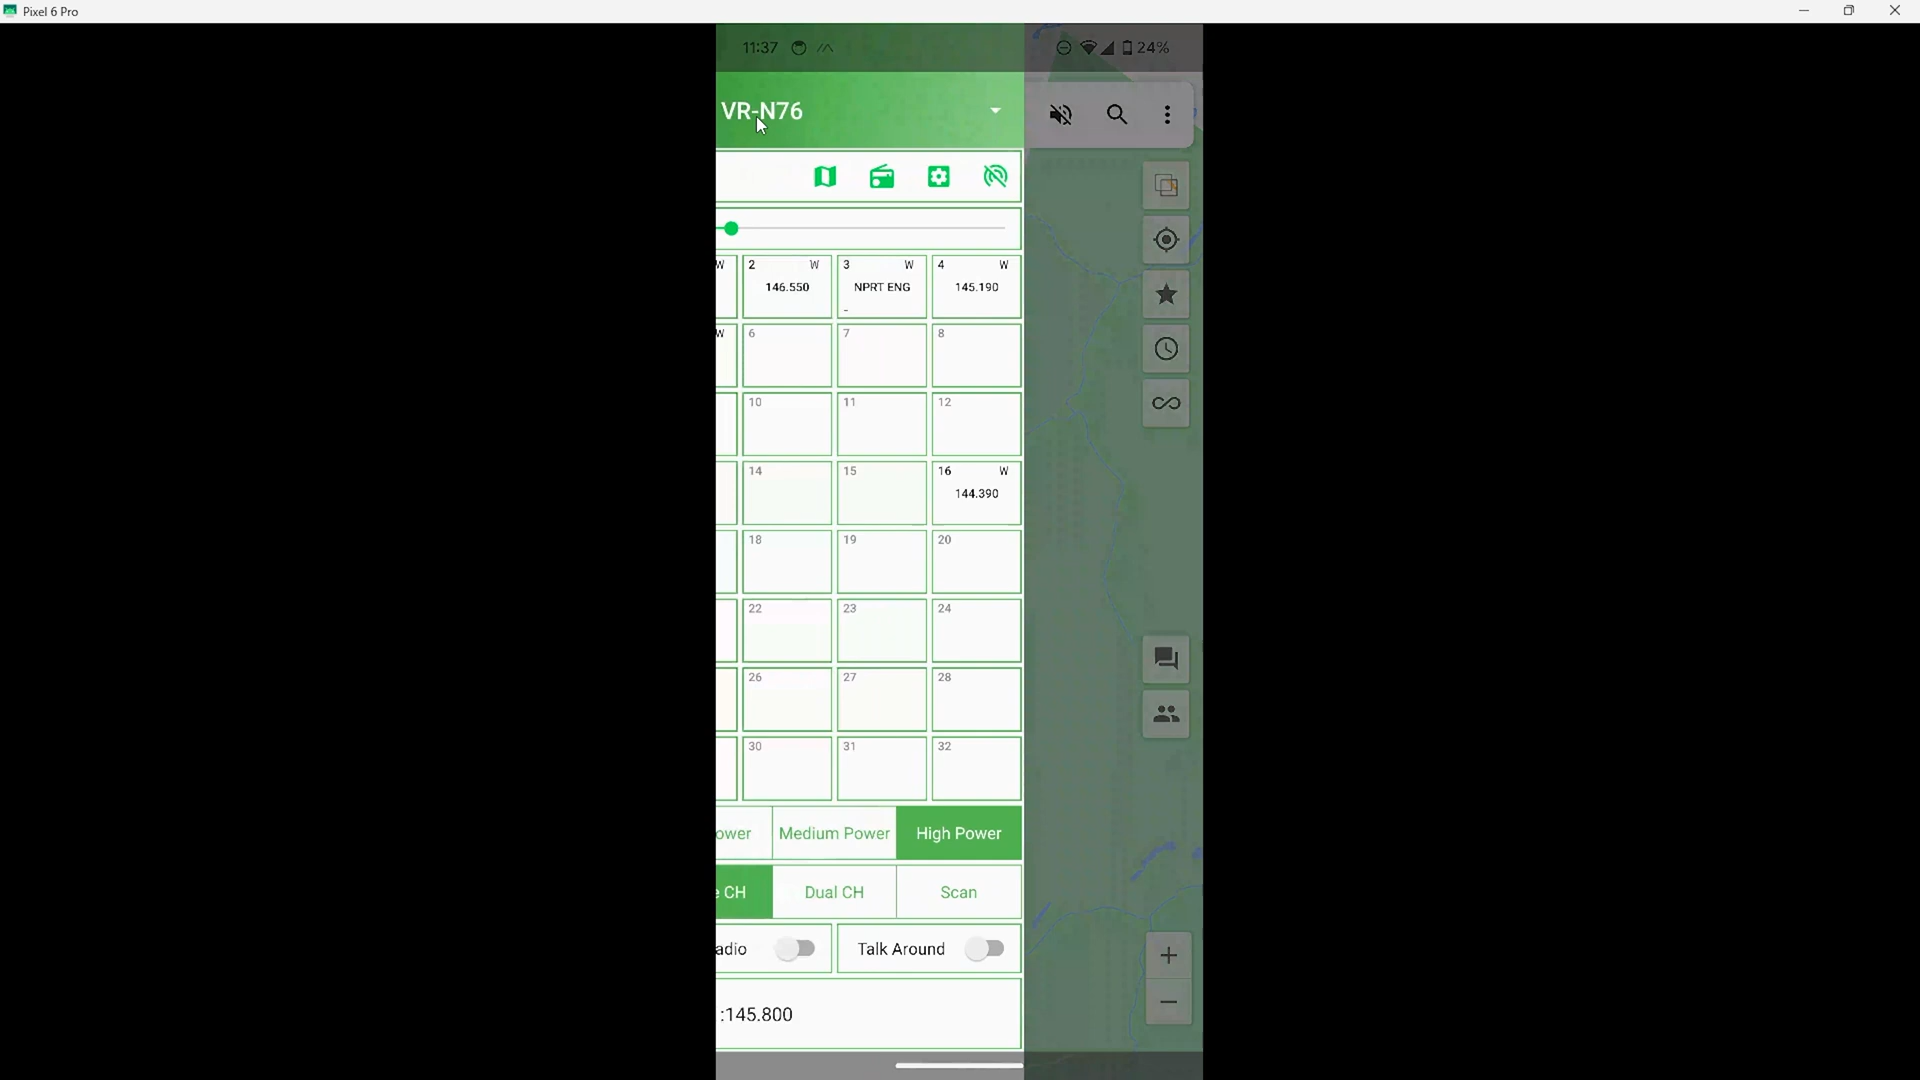 Pixel 6 Pro
11:37
24%
VR-N76
W
2 W
146.550
3 W
NPRT ENG
-
4 W
145.190
W
6
7
8
10
11
12
14
15
16 W
144.390
18
19
20
22
23
24
26
27
28
30
31
32
ower
Medium Power
High Power
e CH
Dual CH
Scan
adio
Talk Around
:145.800